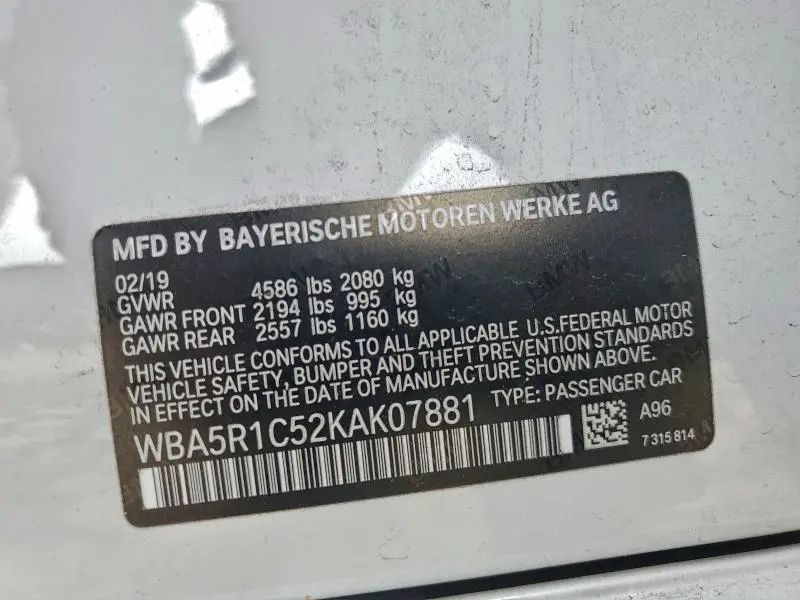 MFD BY BAYERISCHE MOTOREN WERKE AG
02/19
GVWR 4586 lbs 2080 kg
GAWR FRONT 2194 lbs 995 kg
GAWR REAR 2557 lbs 1160 kg
THIS VEHICLE CONFORMS TO ALL APPLICABLE U.S.FEDERAL MOTOR
VEHICLE SAFETY, BUMPER AND THEFT PREVENTION STANDARDS
IN EFFECT ON THE DATE OF MANUFACTURE SHOWN ABOVE.
WBA5R1C52KAK07881 TYPE: PASSENGER CAR
A96
7 315 814